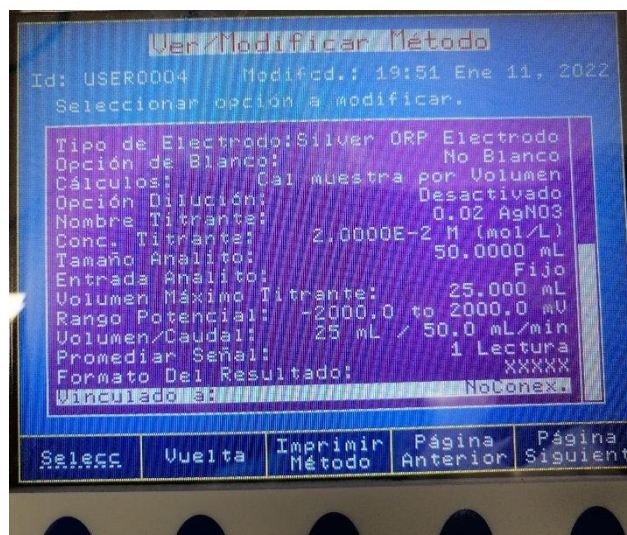 Ver/Modificar Método
Id: USER0004 Modifcd.: 19:51 Ene 11, 2022
Seleccionar opción a modificar.
Tipo de Electrodo:Silver ORP Electrodo
Opción de Blanco: No Blanco
Cálculos: Cal muestra por Volumen
Opción Dilución: Desactivado
Nombre Titrante: 0.02 AgNO3
Conc. Titrante: 2.0000E-2 M (mol/L)
Tamaño Analito: 50.0000 mL
Entrada Analito: Fijo
Volumen Máximo Titrante: 25.000 mL
Rango Potencial: -2000.0 to 2000.0 mV
Volumen/Caudal: 25 mL / 50.0 mL/min
Promediar Señal: 1 Lectura
Formato Del Resultado: XXXXX
Vinculado a: NoConex.
Selecc Vuelta Imprimir Método Página Anterior Página Siguient